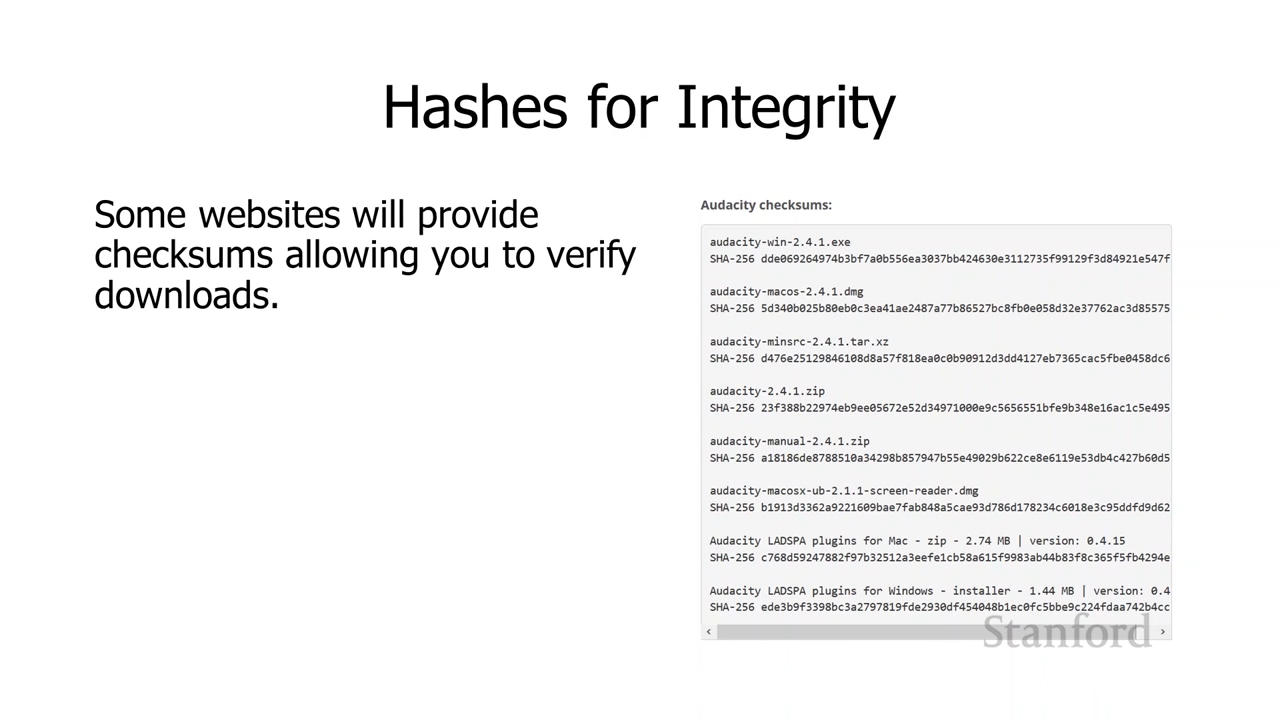 Hashes for Integrity
Some websites will provide
checksums allowing you to verify
downloads.
Audacity checksums:
audacity-win-2.4.1.exe
SHA-256 dde069264974b3bf7a0b556ea3037bb424630e3112735f99129f3d84921e547f
audacity-macos-2.4.1.dmg
SHA-256 5d340b025b80eb0c3ea41ae2487a77b86527bc8fb0e058d32e37762ac3d85575
audacity-minsrc-2.4.1.tar.xz
SHA-256 d476e25129846108d8a57f818ea0c0b90912d3dd4127eb7365cac5fbe0458dc6
audacity-2.4.1.zip
SHA-256 23f388b22974eb9ee05672e52d34971000e9c5656551bfe9b348e16ac1c5e495
audacity-manual-2.4.1.zip
SHA-256 a18186de8788510a34298b857947b55e49029b622ce8e6119e53db4c427b60d5
audacity-macosx-ub-2.1.1-screen-reader.dmg
SHA-256 b1913d3362a9221609bae7fab848a5cae93d786d178234c6018e3c95ddfd9d62
Audacity LADSPA plugins for Mac - zip - 2.74 MB | version: 0.4.15
SHA-256 c768d59247882f97b32512a3eefe1cb58a615f9983ab44b83f8c365f5fb4294e
Audacity LADSPA plugins for Windows - installer - 1.44 MB | version: 0.4
SHA-256 ede3b9f3398bc3a2797819fde2930df454048b1ec0fc5bbe9c224fdaa742b4cc
Stanford